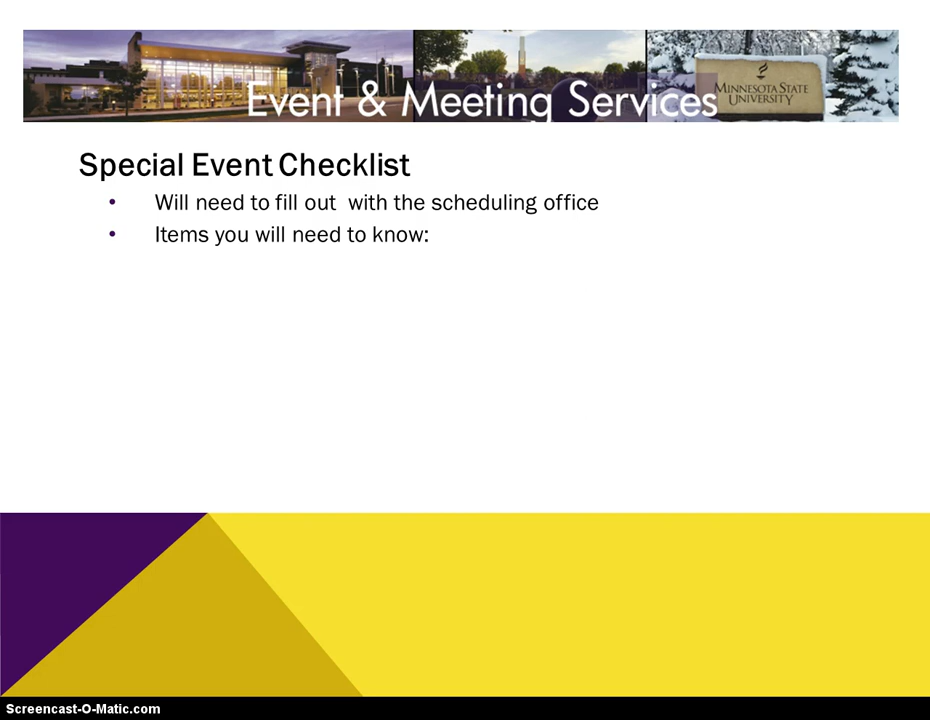 Event & Meeting Services
MINNESOTA STATE
UNIVERSITY
Special Event Checklist
• Will need to fill out  with the scheduling office
• Items you will need to know:
Screencast-O-Matic.com